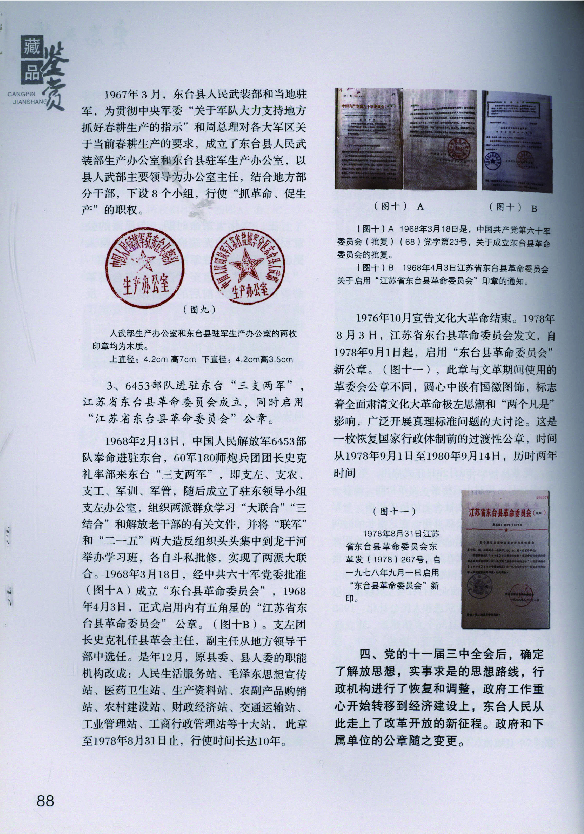 藏品
鉴赏
CANGPIN
JIANSHANG
1967年3月，东台县人民武装部和当地驻
军，为贯彻中央军委“关于军队大力支持地方
抓好春耕生产的指示”和周总理对各大军区关
于当前春耕生产的要求，成立了东台县人民武
装部生产办公室和东台县驻军生产办公室，以
县人武部主要领导为办公室主任，结合地方部
分干部，下设8个小组，行使“抓革命、促生
产”的职权。
生产办公室
生产办公室
（图九）
人武部生产办公室和东台县驻军生产办公室的两枚
印章均为木质。
上直径：4.2cm高7cm 下直径：4.2cm高3.5cm
3、6453部队进驻东台“三支两军”，
江苏省东台县革命委员会成立，同时启用
“江苏省东台县革命委员会”公章。
1968年2月13日，中国人民解放军6453部
队奉命进驻东台，60军180师炮兵团团长史克
礼率部来东台“三支两军”，即支左、支农、
支工、军训、军管，随后成立了驻东领导小组
支左办公室，组织两派群众学习“大联合”“三
结合”和解放老干部的有关文件，并将“联军”
和“二一五”两大造反组织头头集中到龙干河
举办学习班，各自斗私批修，实现了两派大联
合。1968年3月18日，经中共六十军党委批准
（图十A）成立“东台县革命委员会”，1968
年4月3日，正式启用内有五角星的“江苏省东
台县革命委员会” 公章。（图十B）。支左团
长史克礼任县革会主任，副主任从地方领导干
部中选任。是年12月，原县委、县人委的职能
机构改成：人民生活服务站、毛泽东思想宣传
站、医药卫生站、生产资料站、农副产品购销
站、农村建设站、财政经济站、交通运输站、
工业管理站、工商行政管理站等十大站，此章
至1978年8月31日止，行使时间长达10年。
（图十） A
（图十） B
（图十）A 1968年3月18日是，中国共产党第六十军
委员会（批复）（68）党字第23号，关于成立东台县革命
委员会的批复。
（图十）B 1968年4月3日江苏省东台县革命委员会
关于启用“江苏省东台县革命委员会”印章的通知。
1976年10月宣告文化大革命结束。1978年
8月3日，江苏省东台县革命委员会发文，自
1978年9月1日起，启用“东台县革命委员会”
新公章。（图十一），此章与文革期间使用的
革委会公章不同，圆心中嵌有国徽图饰，标志
着全面肃清文化大革命极左思潮和“两个凡是”
影响，广泛开展真理标准问题的大讨论。这是
一枚恢复国家行政体制前的过渡性公章，时间
从1978年9月1日至1980年9月14日，历时两年
时间
（图十一）
1978年8月31日江苏
省东台县革命委员会东
革发（1978）267号，自
一九七八年九月一日启用
“东台县革命委员会”新
印。
江苏省东台县革命委员会
四、党的十一届三中全会后，确定
了解放思想，实事求是的思想路线，行
政机构进行了恢复和调整，政府工作重
心开始转移到经济建设上，东台人民从
此走上了改革开放的新征程。政府和下
属单位的公章随之变更。
88